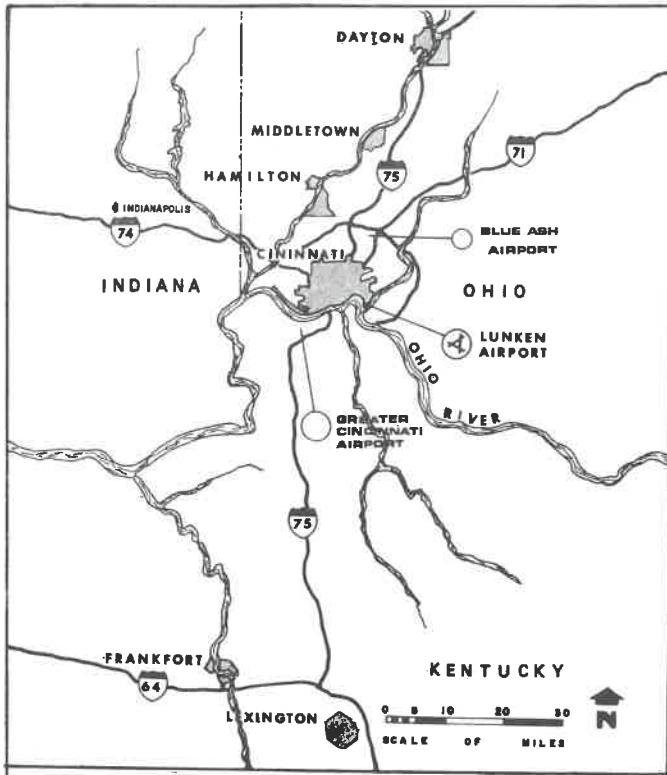 DAYTON
MIDDLETOWN
75
71
HAMILTON
INDIANAPOLIS
74
CININNATI
BLUE ASH
AIRPORT
INDIANA
OHIO
LUNKEN
AIRPORT
OHIO
RIVER
GREATER
CINCINNATI
AIRPORT
75
FRANKFORT
KENTUCKY
64
LEXINGTON
0 5 10 20 30
N
SCALE OF MILES